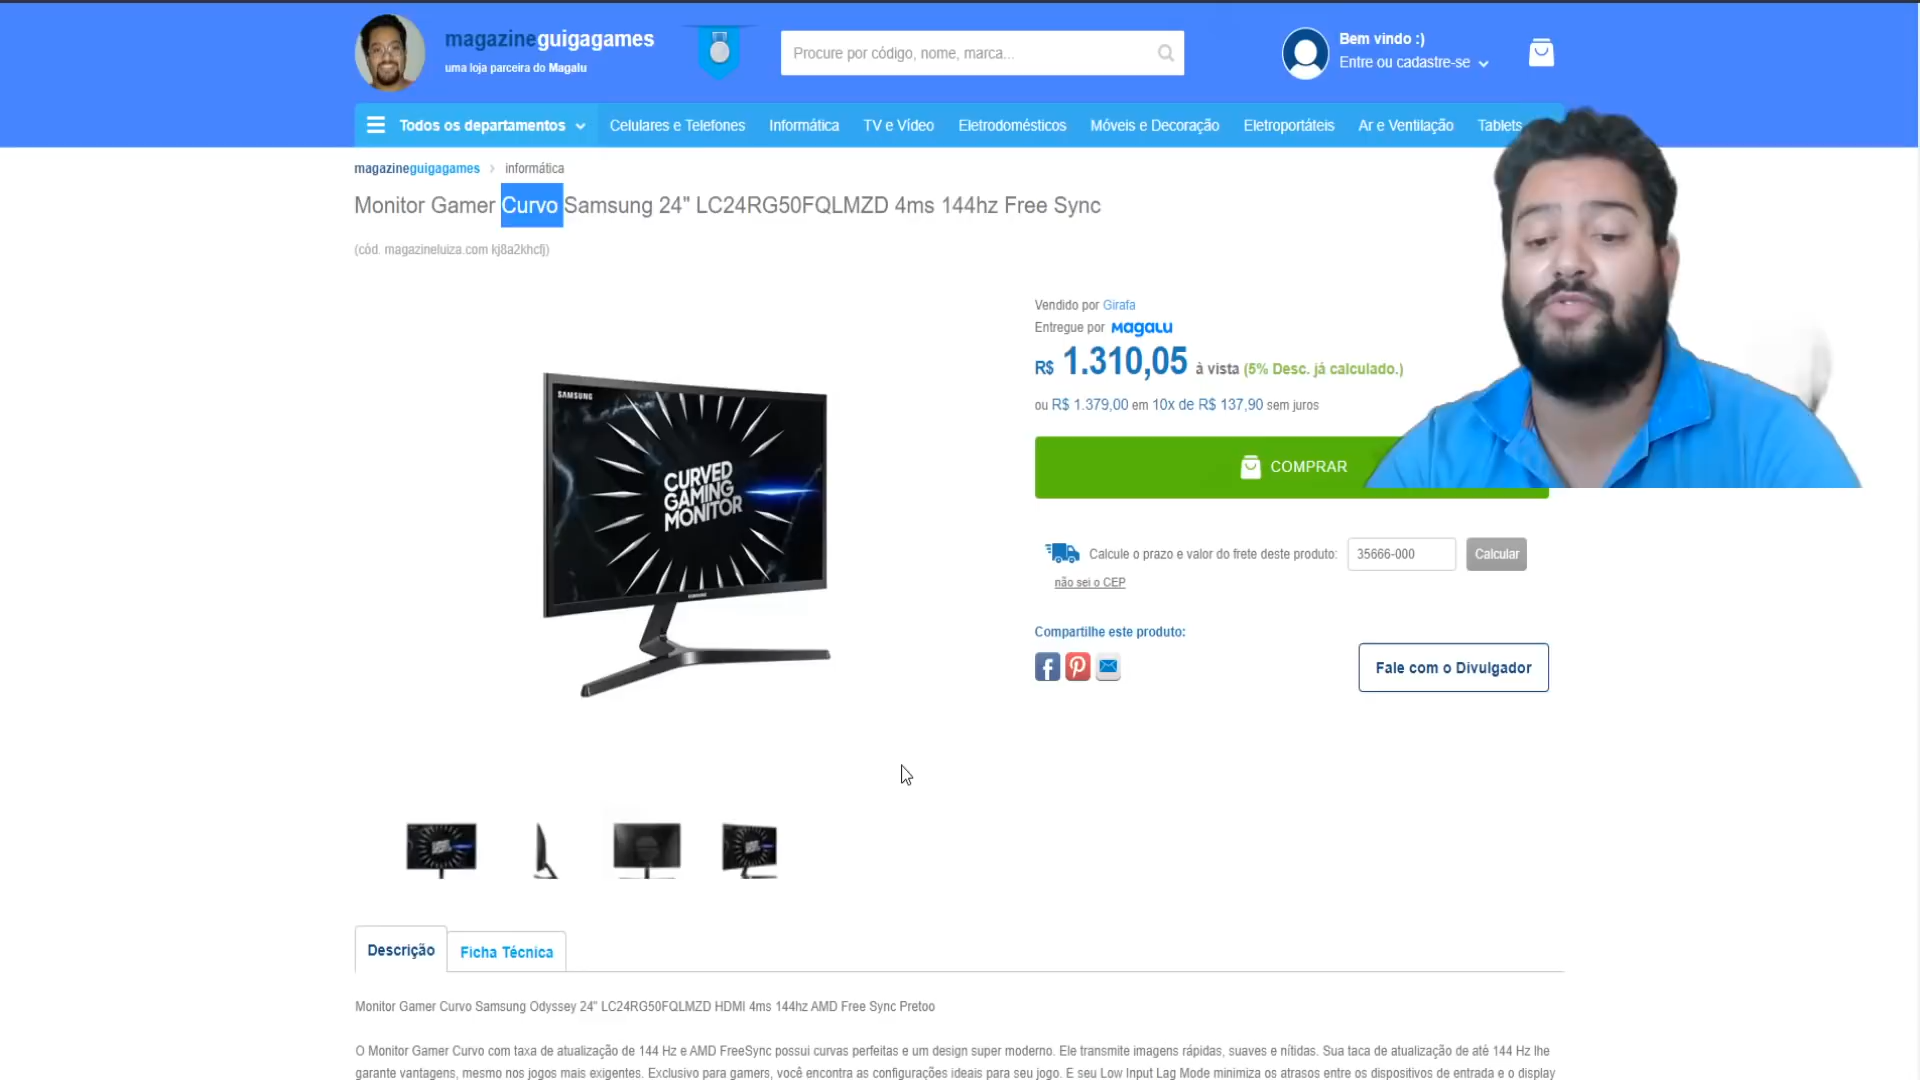 magazineguigagames
uma loja parceira do Magalu
Procure por código, nome, marca...
Bem vindo :)
Entre ou cadastre-se
Todos os departamentos
Celulares e Telefones
Informática
TV e Vídeo
Eletrodomésticos
Móveis e Decoração
Eletroportáteis
Ar e Ventilação
Tablets
magazineguigagames > informática
Monitor Gamer Curvo Samsung 24" LC24RG50FQLMZD 4ms 144hz Free Sync
(cód. magazineluiza.com kj8a2khcfj)
Vendido por Girafa
Entregue por Magalu
R$ 1.310,05 à vista (5% Desc. já calculado.)
ou R$ 1.379,00 em 10x de R$ 137,90 sem juros
COMPRAR
SAMSUNG
CURVED
GAMING
MONITOR
SAMSUNG
Calcule o prazo e valor do frete deste produto: 35666-000 Calcular
não sei o CEP
Compartilhe este produto:
Fale com o Divulgador
Descrição
Ficha Técnica
Monitor Gamer Curvo Samsung Odyssey 24" LC24RG50FQLMZD HDMI 4ms 144hz AMD Free Sync Pretoo
O Monitor Gamer Curvo com taxa de atualização de 144 Hz e AMD FreeSync possui curvas perfeitas e um design super moderno. Ele transmite imagens rápidas, suaves e nítidas. Sua taca de atualização de até 144 Hz lhe
garante vantagens, mesmo nos jogos mais exigentes. Exclusivo para gamers, você encontra as configurações ideais para seu jogo. E seu Low Input Lag Mode minimiza os atrasos entre os dispositivos de entrada e o display